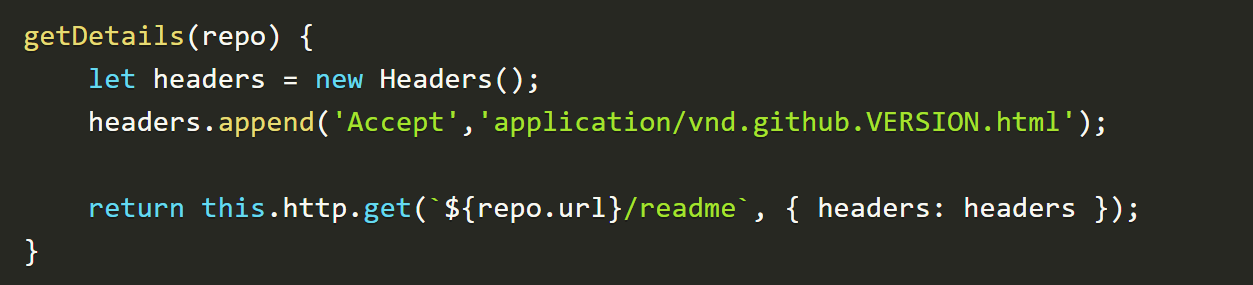 getDetails(repo) {
    let headers = new Headers();
    headers.append('Accept','application/vnd.github.VERSION.html');
    return this.http.get(`${repo.url}/readme`, { headers: headers });
}